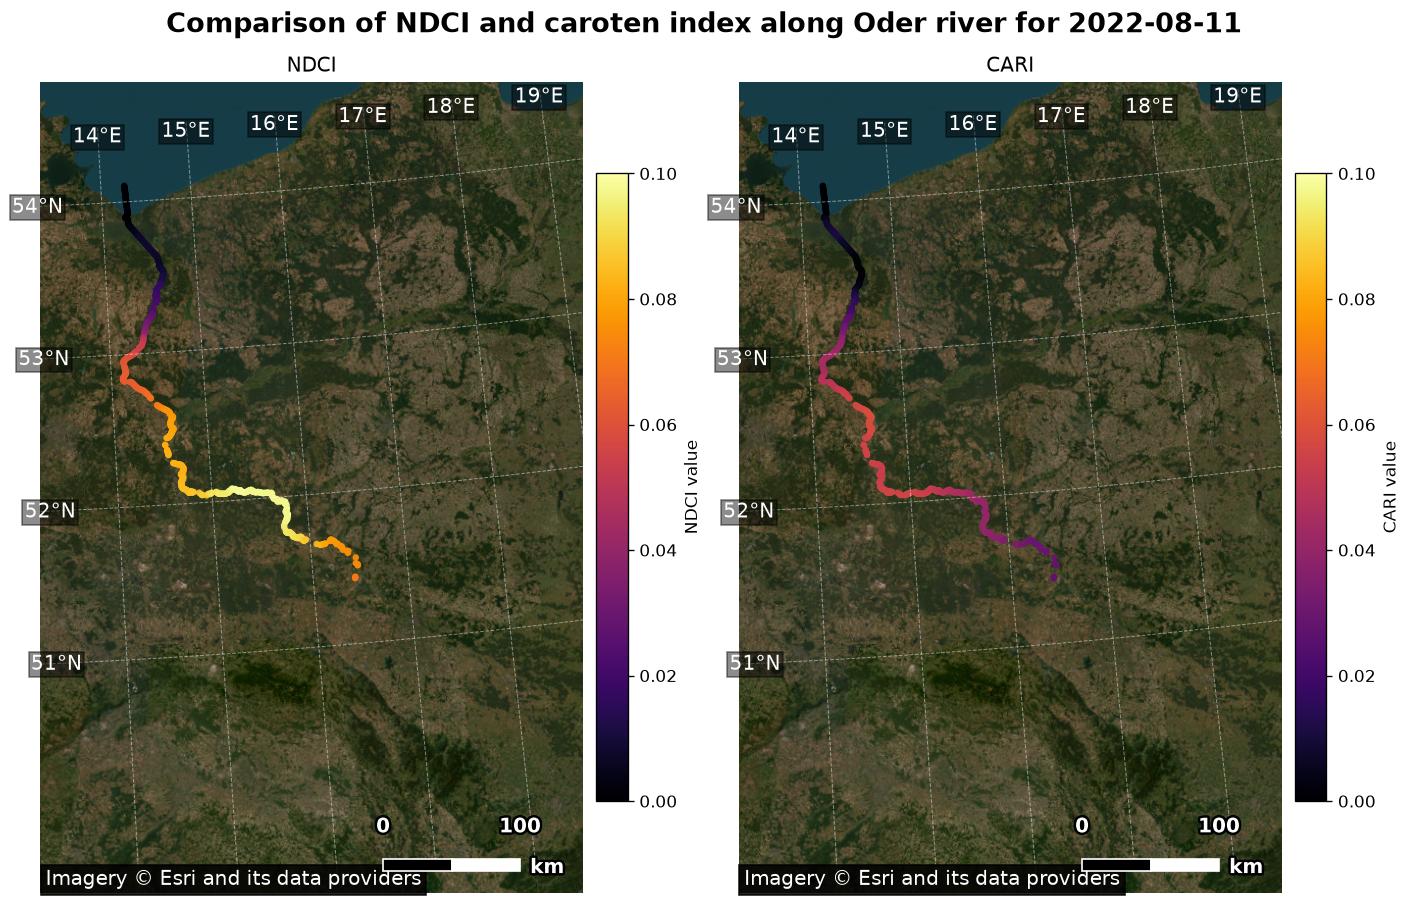 Comparison of NDCI and caroten index along Oder river for 2022-08-11
NDCI
14°E
15°E
16°E
17°E
18°E
19°E
54°N
53°N
52°N
51°N
0
100
km
Imagery © Esri and its data providers
0.10
0.08
0.06
0.04
0.02
0.00
NDCI value
CARI
14°E
15°E
16°E
17°E
18°E
19°E
54°N
53°N
52°N
51°N
0
100
km
Imagery © Esri and its data providers
0.10
0.08
0.06
0.04
0.02
0.00
CARI value